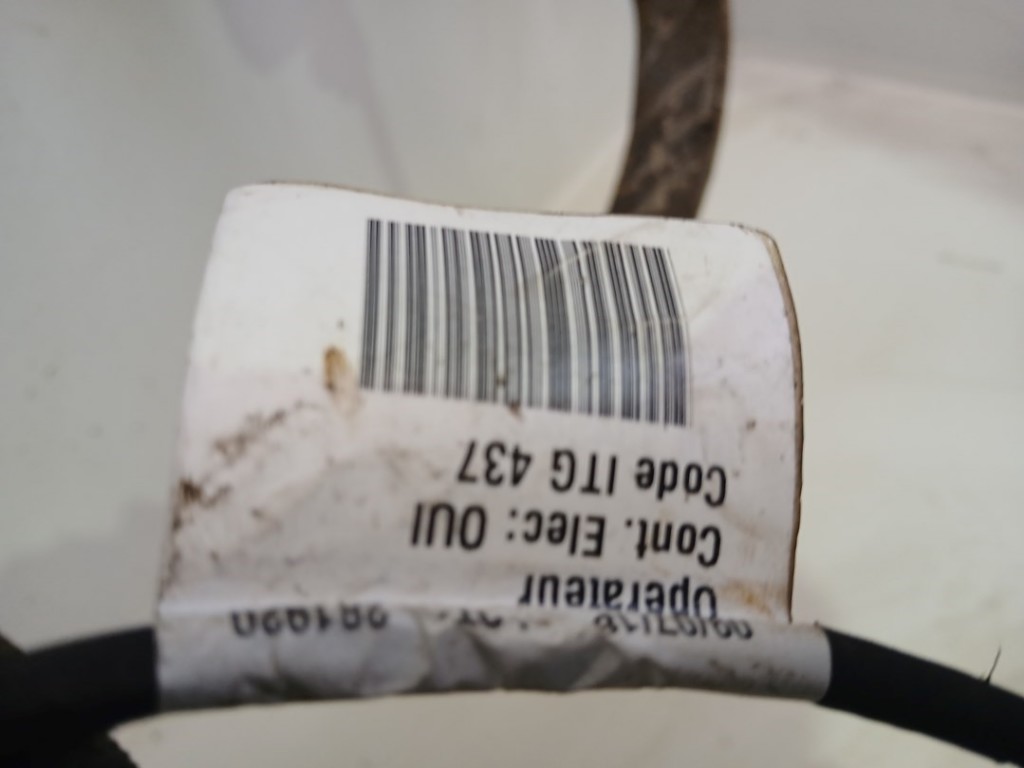 Operateur
Cont. Elec: OUI
Code ITG 437